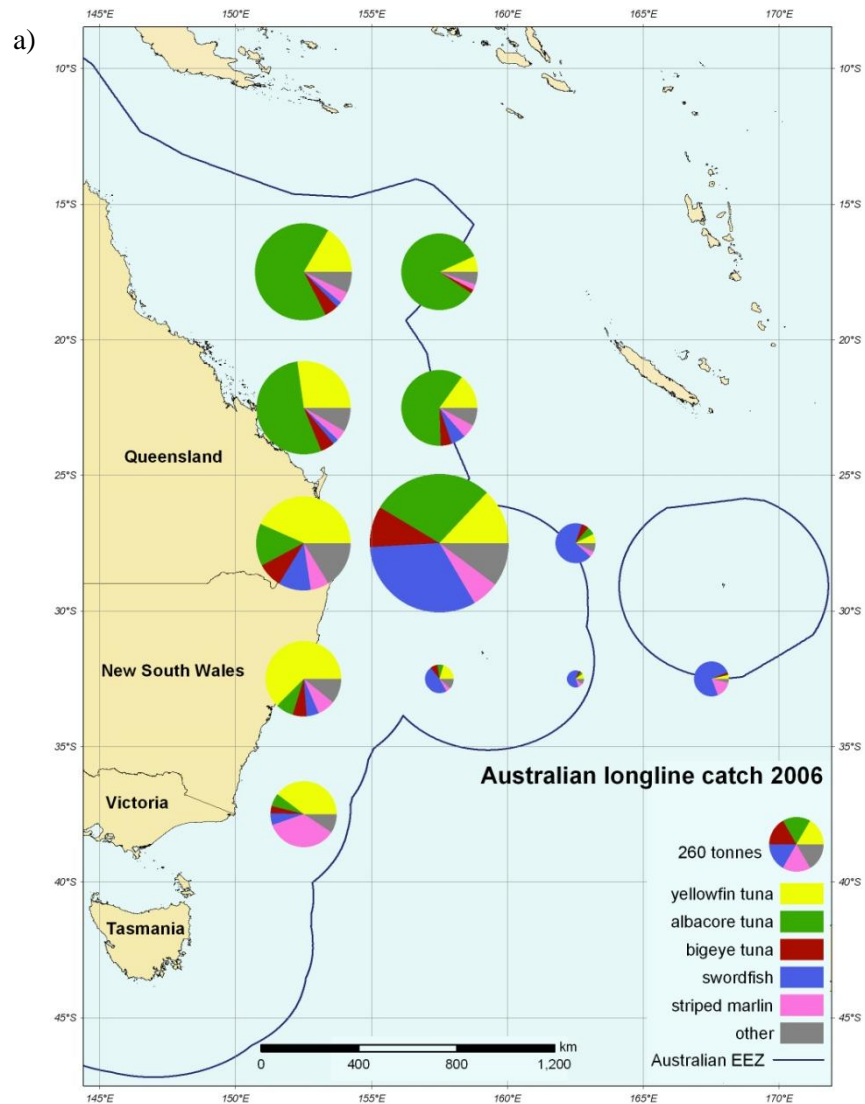 a)
145°E 150°E 155°E 160°E 165°E 170°E
10°S 10°S
15°S 15°S
20°S 20°S
25°S 25°S
Queensland
30°S 30°S
New South Wales
35°S 35°S
Australian longline catch 2006
Victoria
260 tonnes
40°S 40°S
yellowfin tuna
Tasmania
albacore tuna
bigeye tuna
swordfish
striped marlin
45°S 45°S
other
km
Australian EEZ
0 400 800 1,200
145°E 150°E 155°E 160°E 165°E 170°E